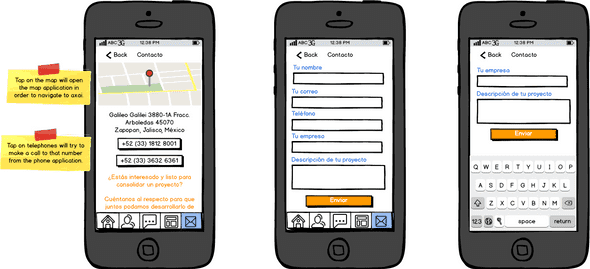 Tap on the map will open
the map application in
order to navigate to axai.
Tap on telephones will try to
make a call to that number
from the phone application.
ABC 3G 12:38 PM
Back Contacto
Galileo Galilei 3880-1A Fracc.
Arboledas 45070
Zapopan, Jalisco, México
+52 (33) 1812 8001
+52 (33) 3632 6361
¿Estás interesado y listo para
consolidar un proyecto?
Cuéntanos al respecto para que
juntos podamos desarrollarlo de
ABC 3G 12:38 PM
Back Contacto
Tu nombre
Tu correo
Teléfono
Tu empresa
Descripción de tu proyecto
Enviar
ABC 3G 12:38 PM
Back Contacto
Tu empresa
Descripción de tu proyecto
Enviar
Q W E R T Y U I O P
A S D F G H J K L
Z X C V B N M
123 space return